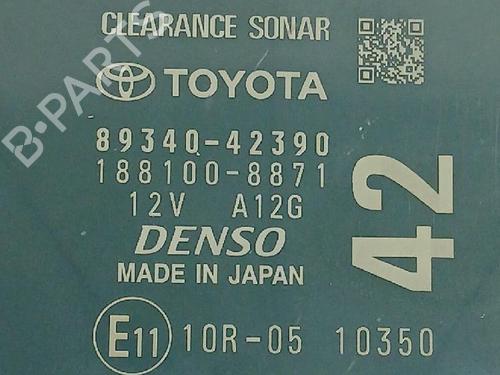 CLEARANCE SONAR
TOYOTA
89340-42390
188100-8871
12V A12G
DENSO
MADE IN JAPAN
42
E11 10R-05 10350
B-PARTS